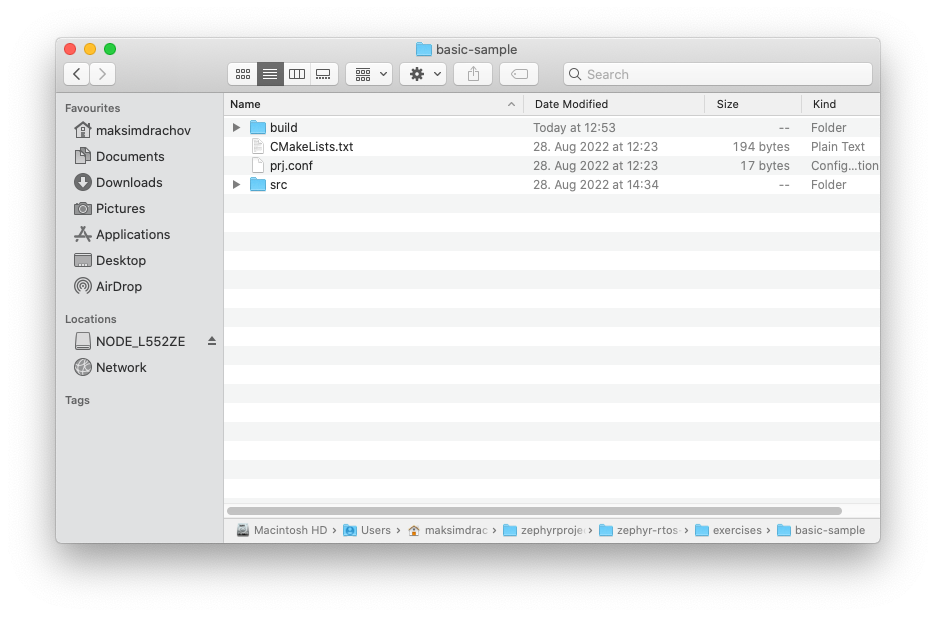 basic-sample
Search
Favourites
maksimdrachov
Documents
Downloads
Pictures
Applications
Desktop
AirDrop
Locations
NODE_L552ZE
Network
Tags
Name Date Modified Size Kind
build Today at 12:53 -- Folder
CMakeLists.txt 28. Aug 2022 at 12:23 194 bytes Plain Text
prj.conf 28. Aug 2022 at 12:23 17 bytes Config...tion
src 28. Aug 2022 at 14:34 -- Folder
Macintosh HD › Users › maksimdrac › zephyrproje › zephyr-rtos- › exercises › basic-sample